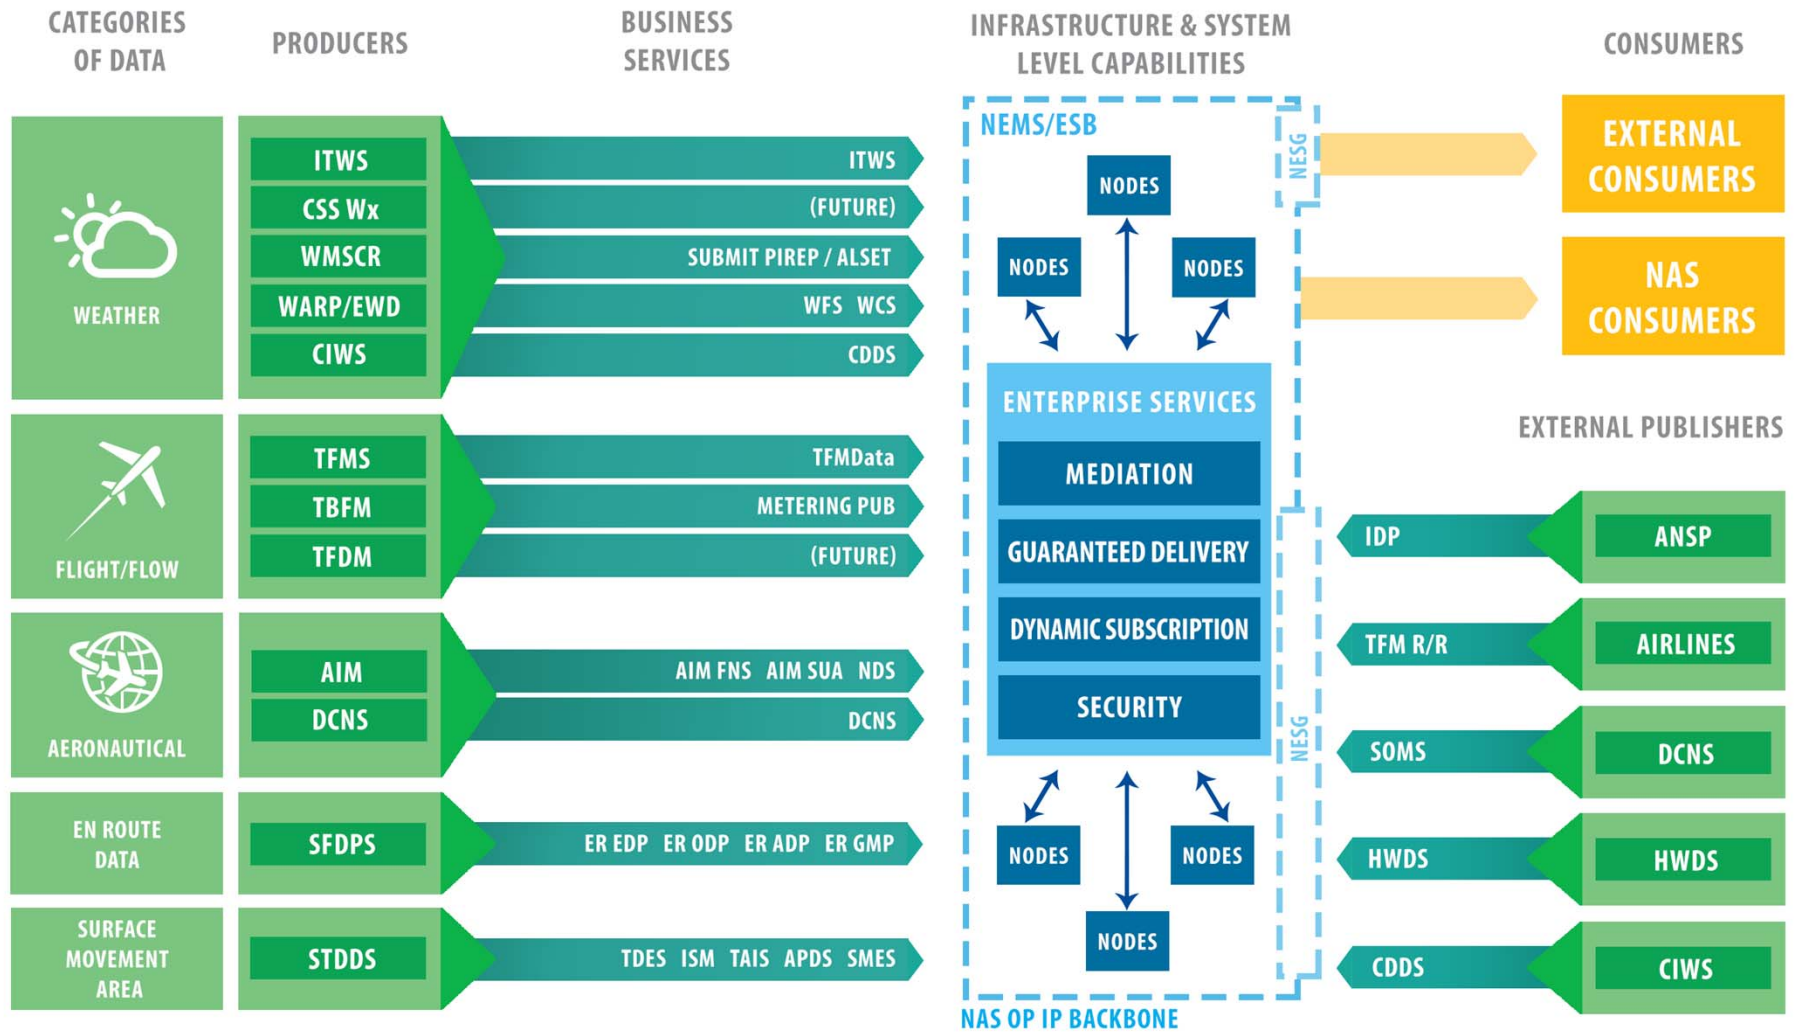 CATEGORIES
OF DATA
PRODUCERS
BUSINESS
SERVICES
INFRASTRUCTURE & SYSTEM
LEVEL CAPABILITIES
CONSUMERS
WEATHER
ITWS
CSS Wx
WMSCR
WARP/EWD
CIWS
ITWS
(FUTURE)
SUBMIT PIREP / ALSET
WFS WCS
CDDS
FLIGHT/FLOW
TFMS
TBFM
TFDM
TFMData
METERING PUB
(FUTURE)
AERONAUTICAL
AIM
DCNS
AIM FNS AIM SUA NDS
DCNS
EN ROUTE
DATA
SFDPS
ER EDP ER ODP ER ADP ER GMP
SURFACE
MOVEMENT
AREA
STDDS
TDES ISM TAIS APDS SMES
NEMS/ESB
NESG
NODES
NODES
NODES
ENTERPRISE SERVICES
MEDIATION
GUARANTEED DELIVERY
DYNAMIC SUBSCRIPTION
SECURITY
NESG
NODES
NODES
NODES
NAS OP IP BACKBONE
EXTERNAL
CONSUMERS
NAS
CONSUMERS
EXTERNAL PUBLISHERS
IDP
ANSP
TFM R/R
AIRLINES
SOMS
DCNS
HWDS
HWDS
CDDS
CIWS